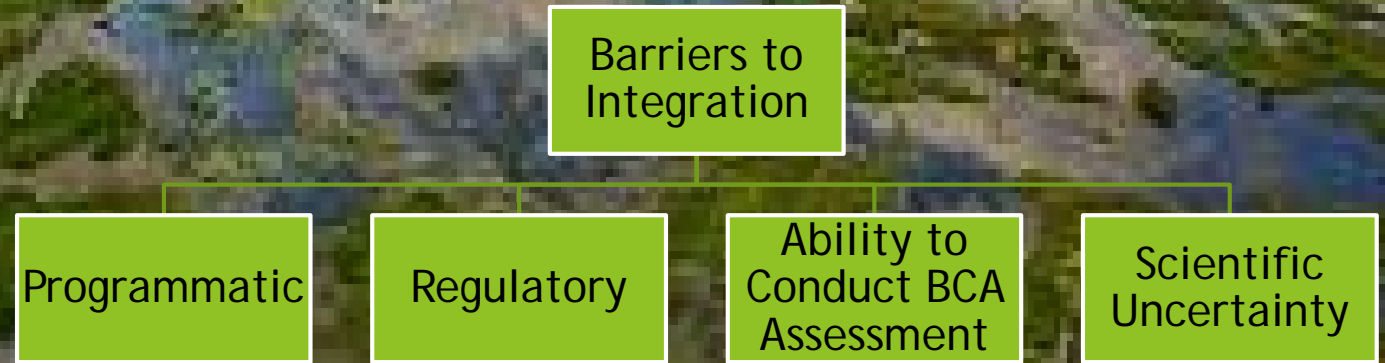 Barriers to
Integration
Programmatic
Regulatory
Ability to
Conduct BCA
Assessment
Scientific
Uncertainty